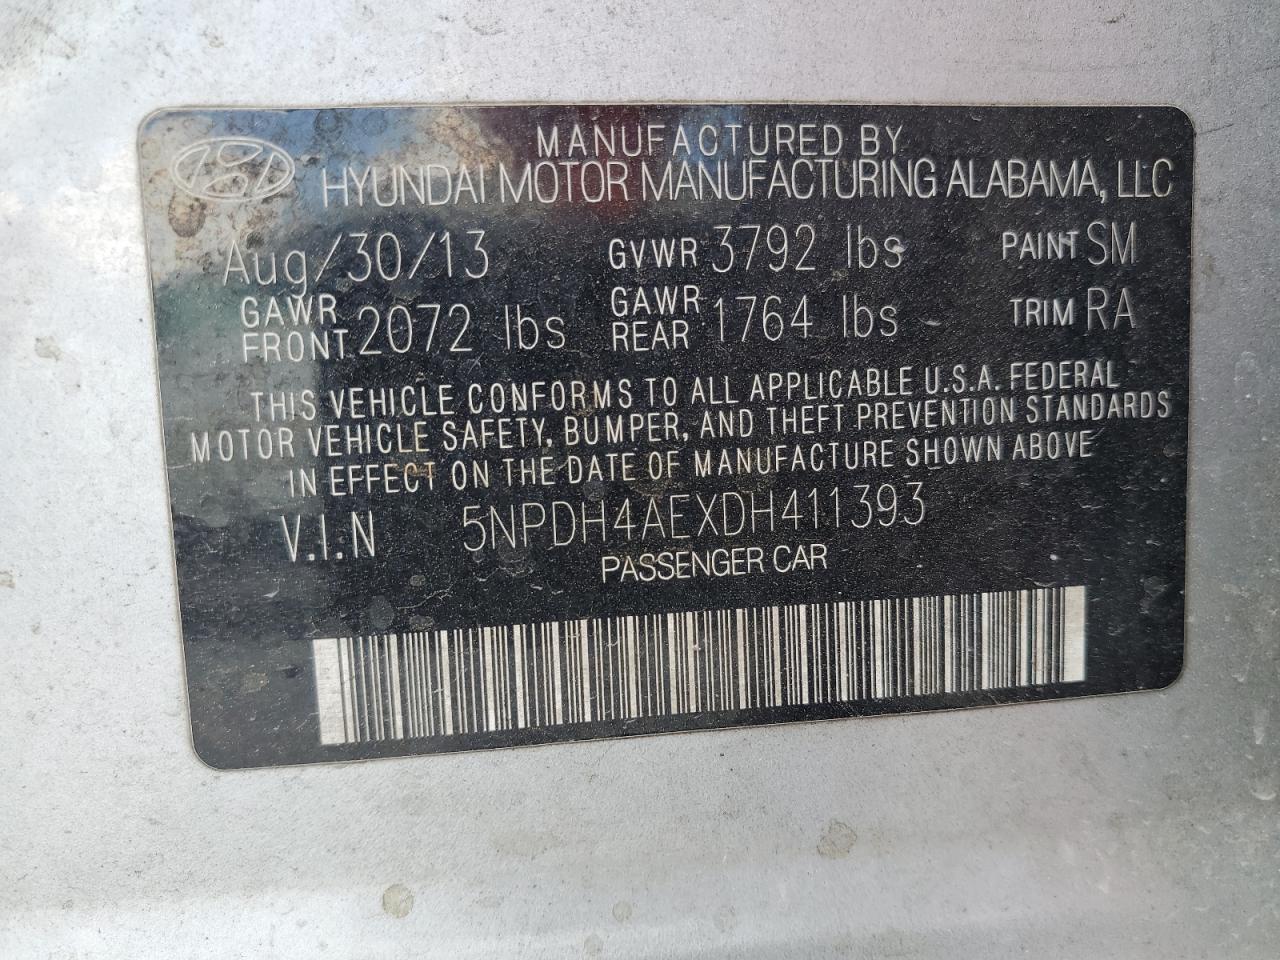 MANUFACTURED BY
HYUNDAI MOTOR MANUFACTURING ALABAMA, LLC
Aug/30/13 GVWR 3792 lbs PAINT SM
GAWR FRONT 2072 lbs GAWR REAR 1764 lbs TRIM RA
THIS VEHICLE CONFORMS TO ALL APPLICABLE U.S.A. FEDERAL
MOTOR VEHICLE SAFETY, BUMPER, AND THEFT PREVENTION STANDARDS
IN EFFECT ON THE DATE OF MANUFACTURE SHOWN ABOVE
V.I.N 5NPDH4AEXDH411393
PASSENGER CAR